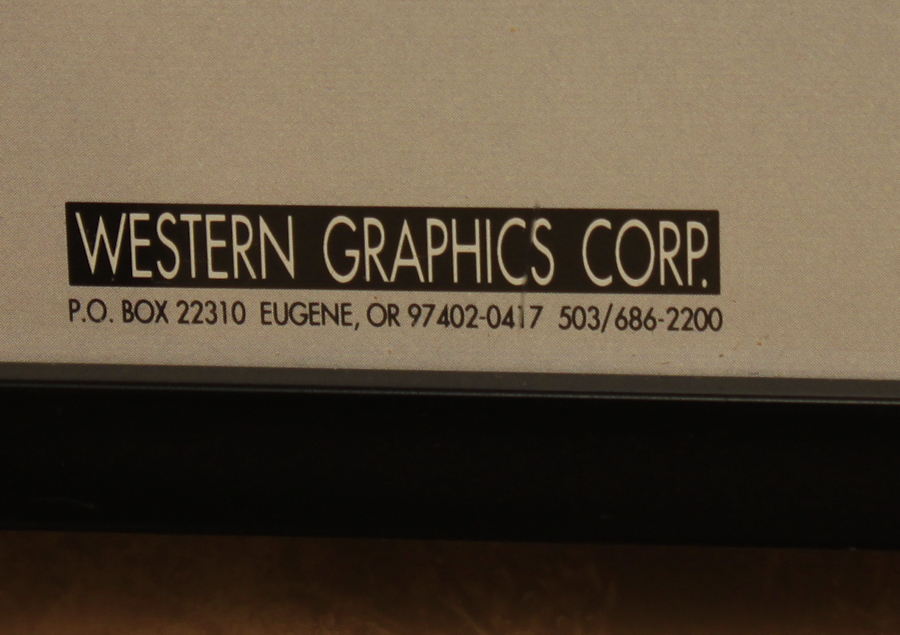 WESTERN GRAPHICS CORP.
P.O. BOX 22310 EUGENE, OR 97402-0417 503/686-2200